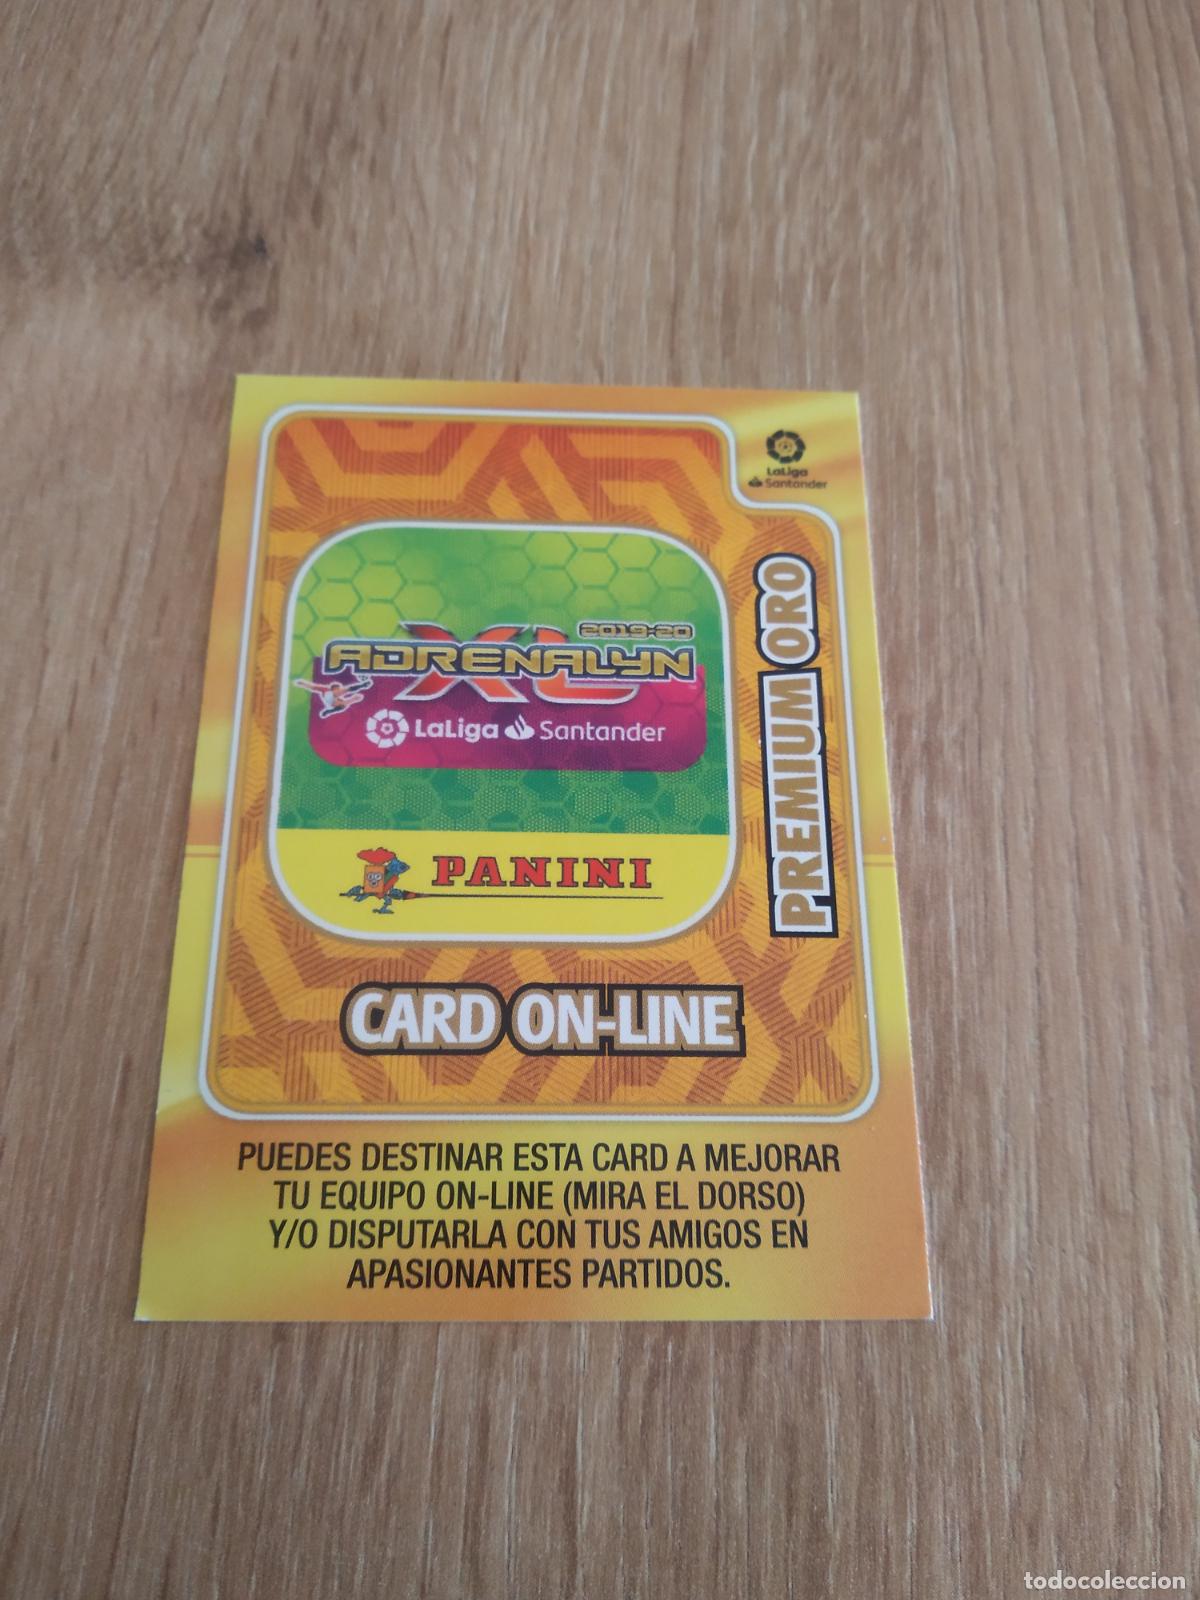 LaLiga
Santander
2019-20
ADRENALYN
XL
LaLiga Santander
PANINI
PREMIUM ORO
CARD ON-LINE
PUEDES DESTINAR ESTA CARD A MEJORAR
TU EQUIPO ON-LINE (MIRA EL DORSO)
Y/O DISPUTARLA CON TUS AMIGOS EN
APASIONANTES PARTIDOS.
todocoleccion